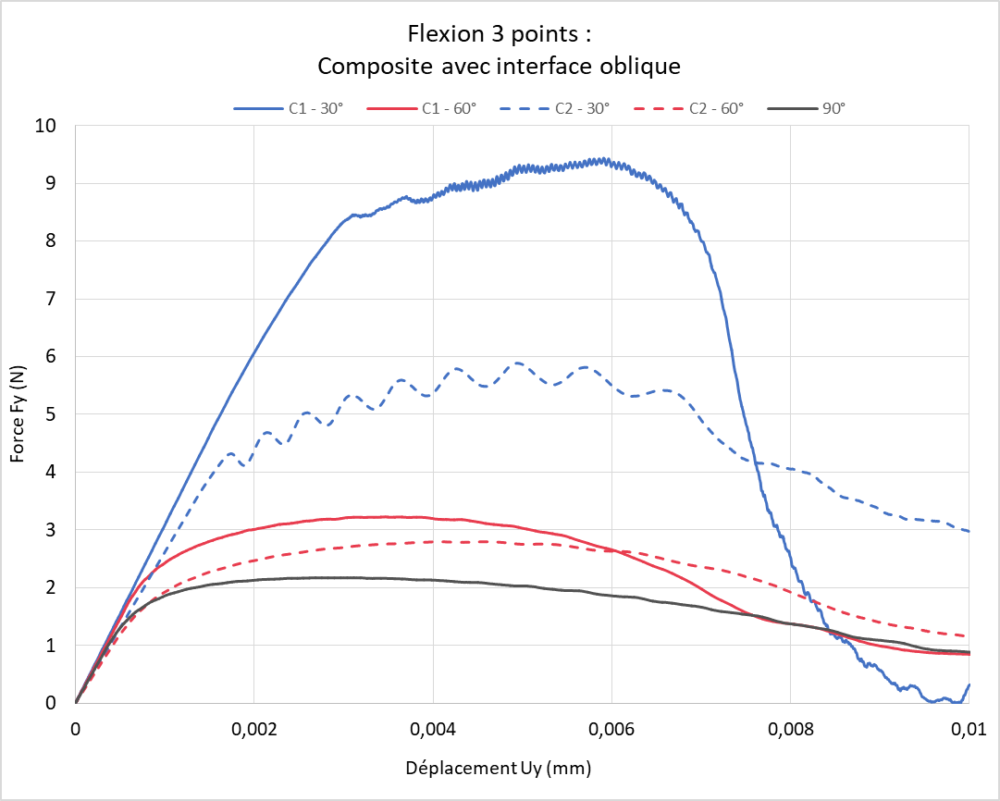 Flexion 3 points :
Composite avec interface oblique
C1 - 30° C1 - 60° C2 - 30° C2 - 60° 90°
10
9
8
7
6
5
4
3
2
1
0
Force Fy (N)
0 0,002 0,004 0,006 0,008 0,01
Déplacement Uy (mm)